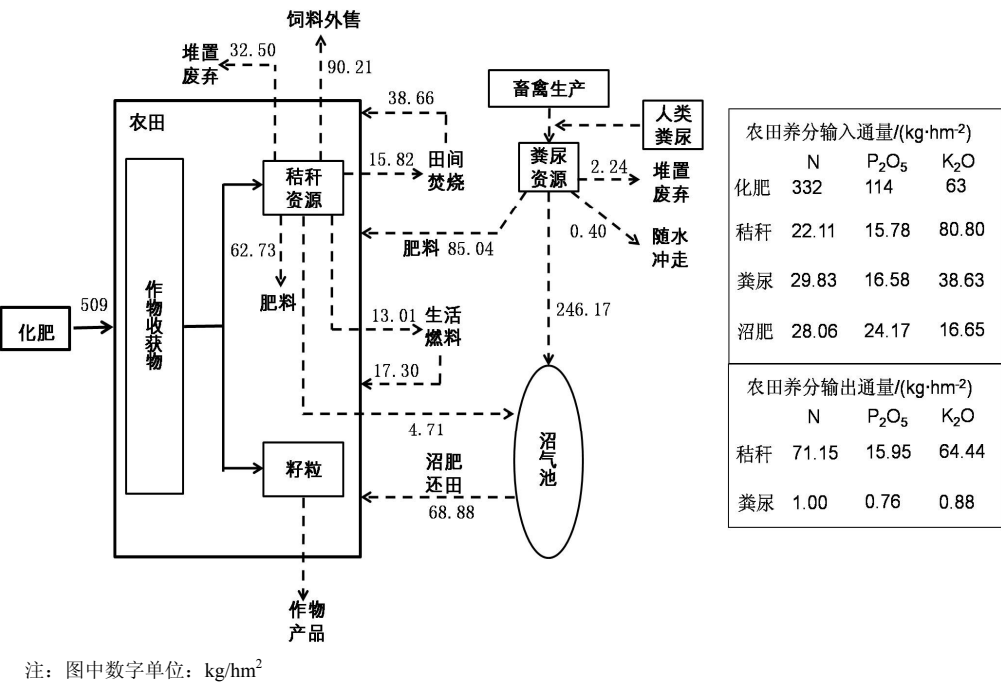 饲料外售
堆置
废弃
32.50
90.21
农田
38.66
畜禽生产
人类
粪尿
秸秆
资源
15.82
田间
焚烧
粪尿
资源
2.24
堆置
废弃
肥料 85.04
0.40
随水
冲走
62.73
肥料
作物收获物
509
化肥
13.01
生活
燃料
246.17
17.30
4.71
沼气池
籽粒
沼肥
还田
68.88
作物
产品
农田养分输入通量/(kg·hm-2)
N P2O5 K2O
化肥 332 114 63
秸秆 22.11 15.78 80.80
粪尿 29.83 16.58 38.63
沼肥 28.06 24.17 16.65
农田养分输出通量/(kg·hm-2)
N P2O5 K2O
秸秆 71.15 15.95 64.44
粪尿 1.00 0.76 0.88
注：图中数字单位：kg/hm2